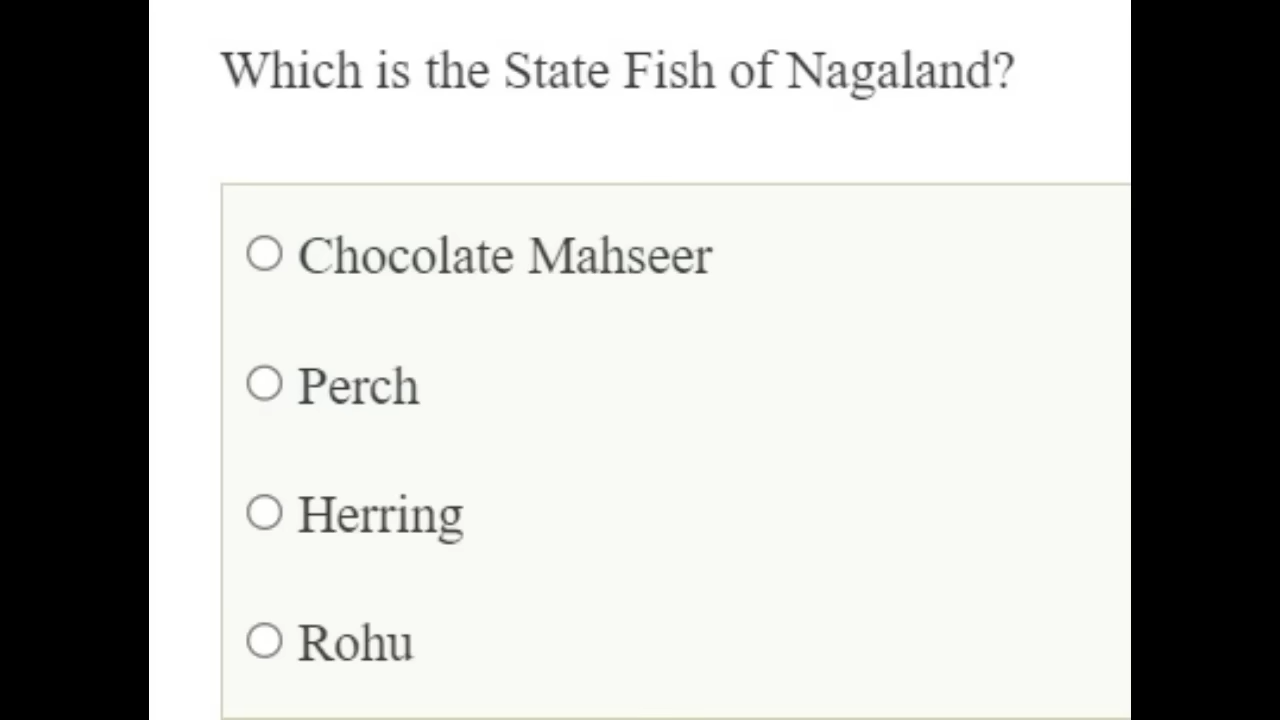 Which is the State Fish of Nagaland?
Chocolate Mahseer
Perch
Herring
Rohu